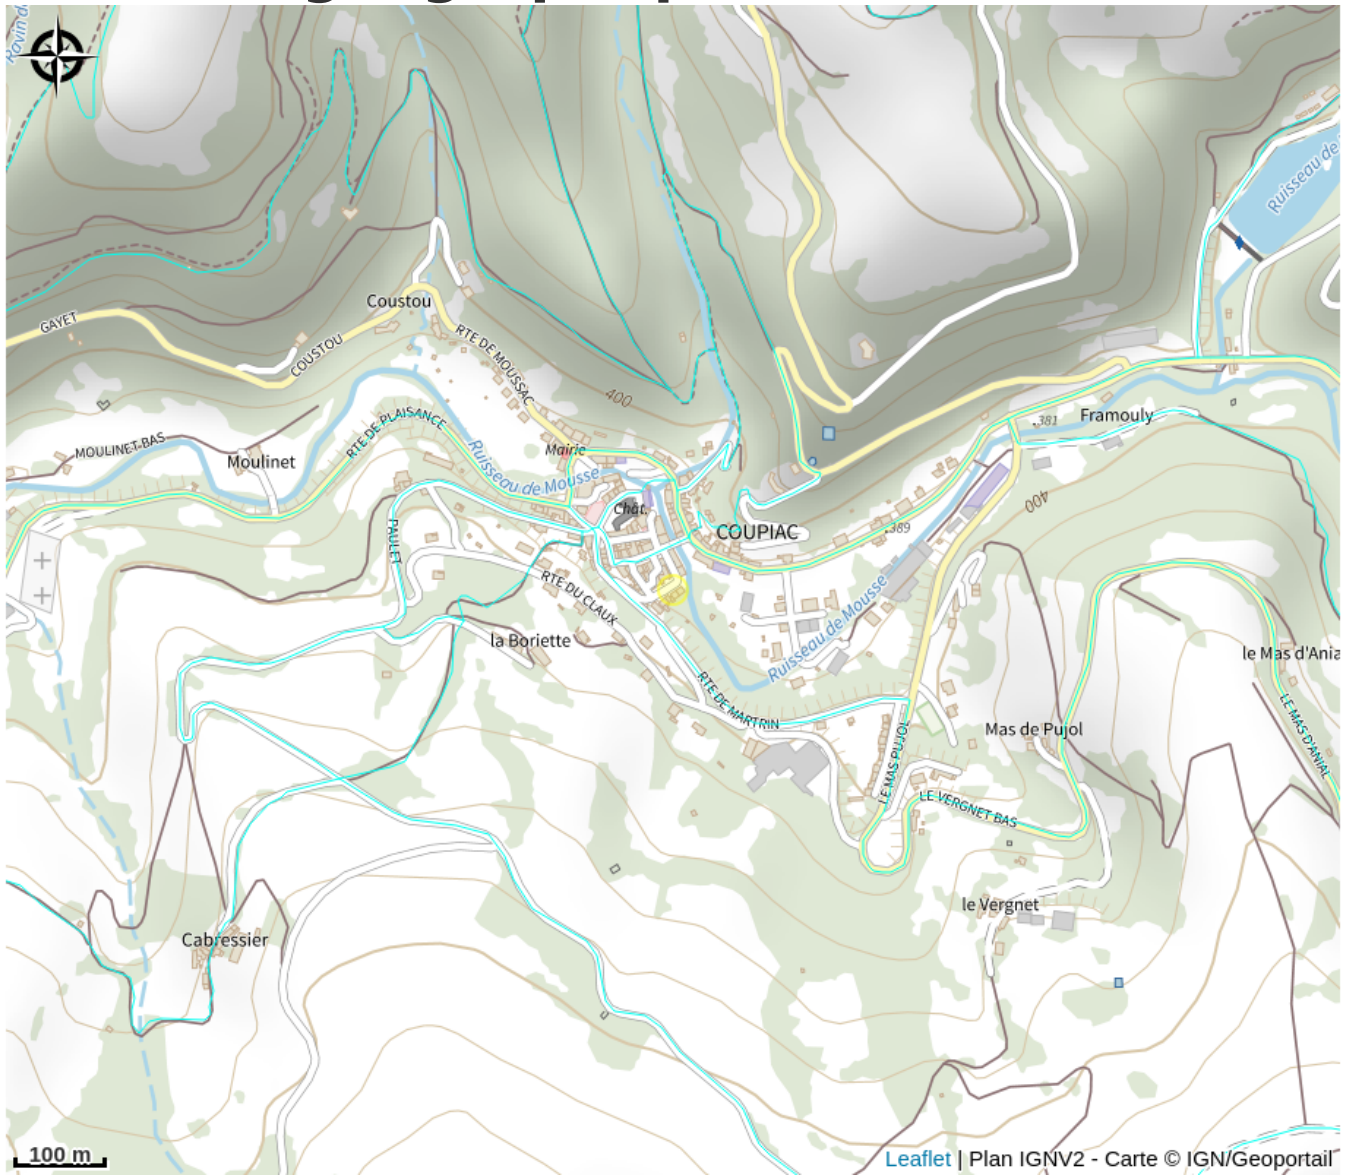 Ruisseau de
Coustou
GAYET
COUSTOU
RTE DE MOUSSAC
400
Framouly
381
RTE DE PLAISANCE
MOULINET-BAS
Mairie
Moulinet
Ruisseau de Mousse
Chât.
COUPIAC
389
400
PAULET
RTE DU CLAUX
la Boriette
Ruisseau de Mousse
le Mas d'Ania
RTE DE MARTRIN
LE MAS PUJOL
Mas de Pujol
LE MAS D'ANIAL
LE VERGNET BAS
le Vergnet
Cabressier
100 m
Leaflet | Plan IGNV2 - Carte © IGN/Geoportail